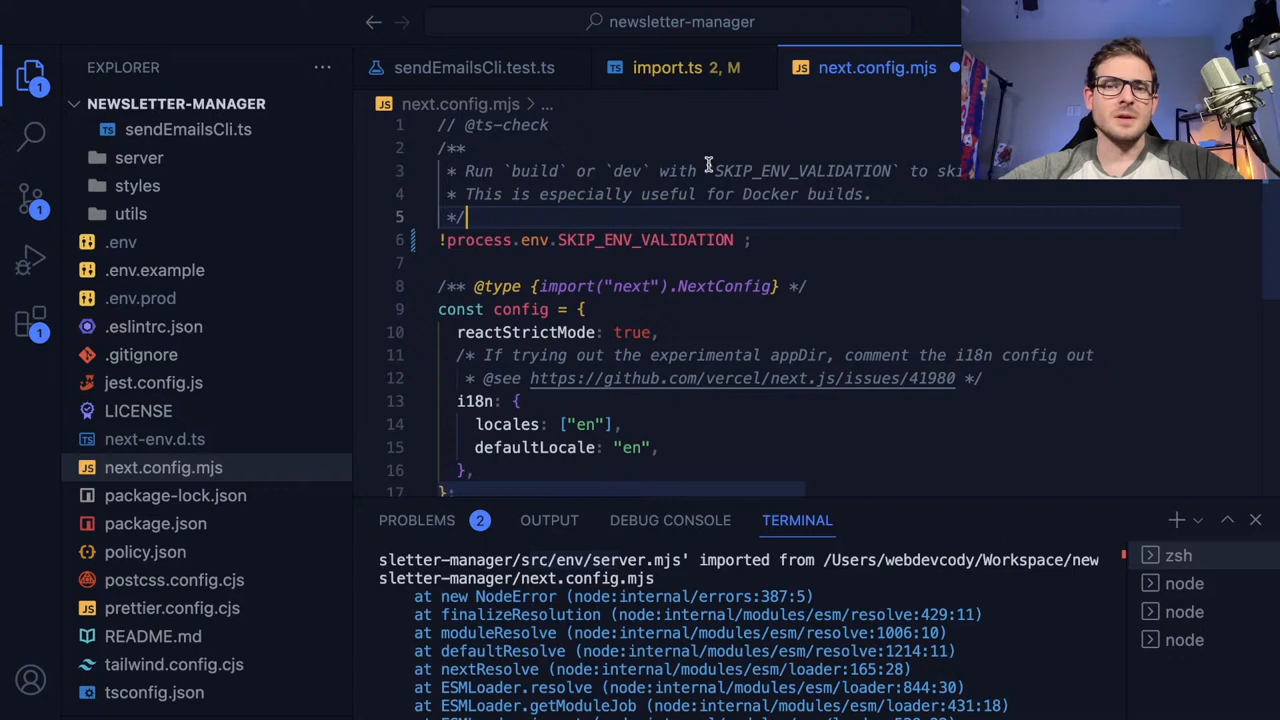 newsletter-manager
EXPLORER
NEWSLETTER-MANAGER
sendEmailsCli.ts
server
styles
utils
.env
.env.example
.env.prod
.eslintrc.json
.gitignore
jest.config.js
LICENSE
next-env.d.ts
next.config.mjs
package-lock.json
package.json
policy.json
postcss.config.cjs
prettier.config.cjs
README.md
tailwind.config.cjs
tsconfig.json
1
1
1
sendEmailsCli.test.ts
import.ts 2, M
next.config.mjs
next.config.mjs > ...
1 // @ts-check
2 /**
3 * Run `build` or `dev` with `SKIP_ENV_VALIDATION` to ski
4 * This is especially useful for Docker builds.
5 */
6 !process.env.SKIP_ENV_VALIDATION ;
7
8 /** @type {import("next").NextConfig} */
9 const config = {
10 reactStrictMode: true,
11 /* If trying out the experimental appDir, comment the i18n config out
12 * @see https://github.com/vercel/next.js/issues/41980 */
13 i18n: {
14 locales: ["en"],
15 defaultLocale: "en",
16 },
17 };
PROBLEMS 2 OUTPUT DEBUG CONSOLE TERMINAL
sletter-manager/src/env/server.mjs' imported from /Users/webdevcody/Workspace/new
sletter-manager/next.config.mjs
at new NodeError (node:internal/errors:387:5)
at finalizeResolution (node:internal/modules/esm/resolve:429:11)
at moduleResolve (node:internal/modules/esm/resolve:1006:10)
at defaultResolve (node:internal/modules/esm/resolve:1214:11)
at nextResolve (node:internal/modules/esm/loader:165:28)
at ESMLoader.resolve (node:internal/modules/esm/loader:844:30)
at ESMLoader.getModuleJob (node:internal/modules/esm/loader:431:18)
zsh
node
node
node